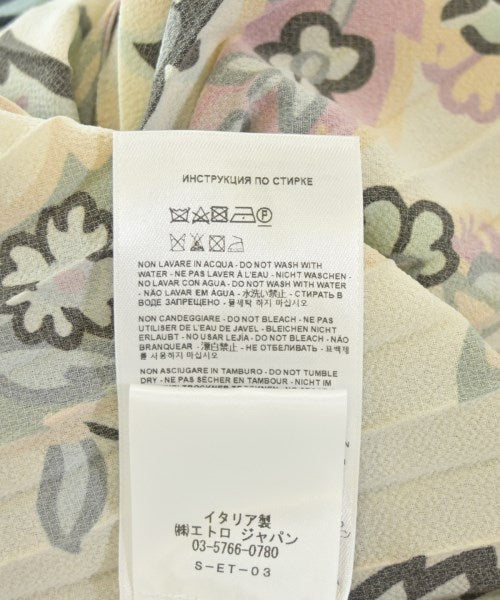 ИНСТРУКЦИЯ ПО СТИРКЕ
P
NON LAVARE IN ACQUA - DO NOT WASH WITH
WATER - NE PAS LAVER À L'EAU - NICHT WASCHEN -
NO LAVAR CON AGUA - DO NOT WASH WITH WATER
- NÃO LAVAR EM ÁGUA - 水洗い禁止 - СТИРАТЬ В
ВОДЕ ЗАПРЕЩЕНО - 물세탁 하지 마십시오
NON CANDEGGIARE - DO NOT BLEACH - NE PAS
UTILISER DE L'EAU DE JAVEL - BLEICHEN NICHT
ERLAUBT - NO USAR LEJÍA - DO NOT BLEACH - NÃO
BRANQUEAR - 漂白禁止 - НЕ ОТБЕЛИВАТЬ - 표백제
를 사용하지 마십시오
NON ASCIUGARE IN TAMBURO - DO NOT TUMBLE
DRY - NE PAS SÉCHER EN TAMBOUR - NICHT IM
イタリア製
㈱エトロ ジャパン
03-5766-0780
S-ET-03